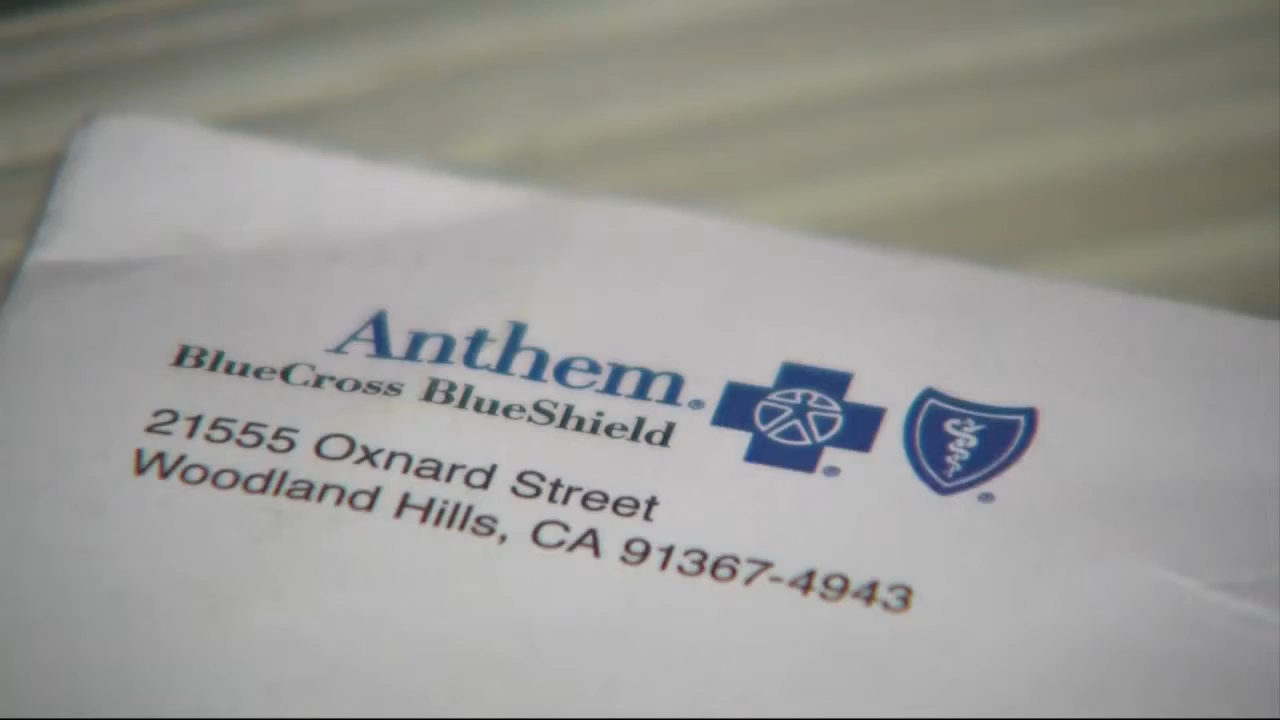 Anthem®
BlueCross BlueShield
21555 Oxnard Street
Woodland Hills, CA 91367-4943